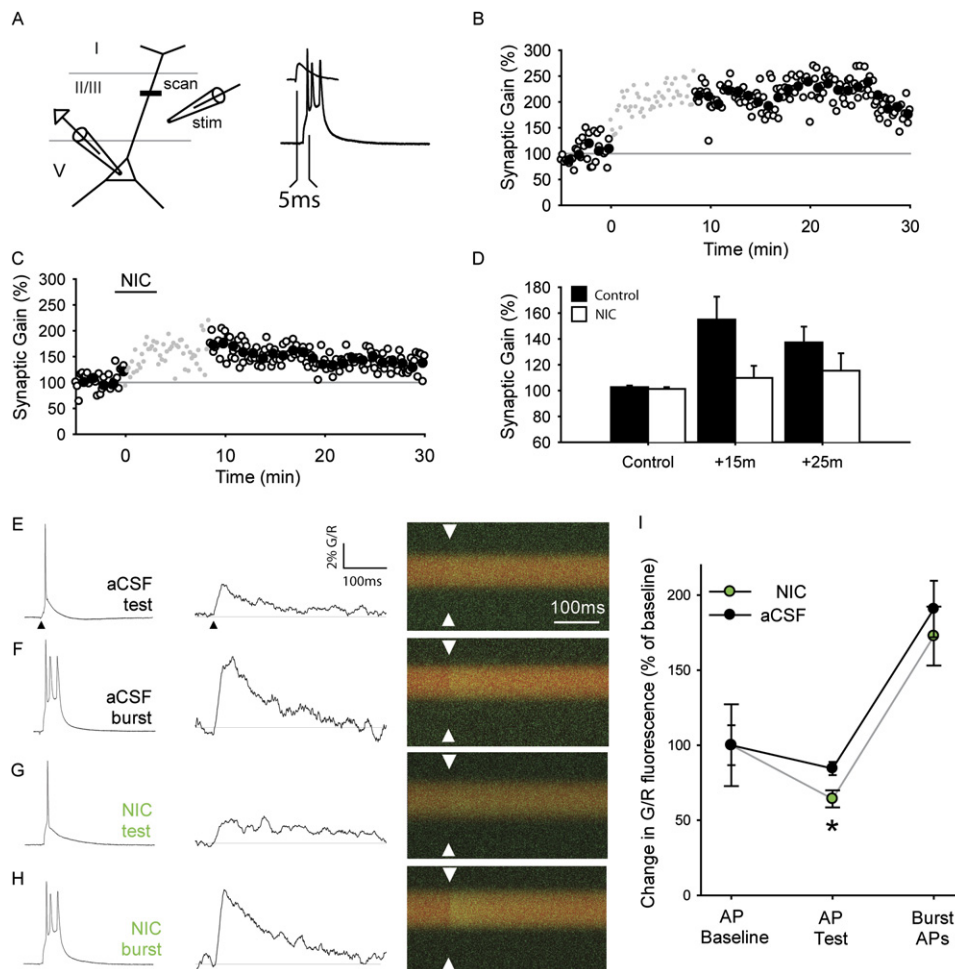 A
I
II/III
scan
stim
V
5ms
B
Synaptic Gain (%)
300
250
200
150
100
50
0
0
10
20
30
Time (min)
C
NIC
Synaptic Gain (%)
300
250
200
150
100
50
0
0
10
20
30
Time (min)
D
Synaptic Gain (%)
180
160
140
120
100
80
60
Control
NIC
Control
+15m
+25m
E
aCSF
test
2% G/R
100ms
100ms
F
aCSF
burst
G
NIC
test
H
NIC
burst
I
Change in G/R fluorescence (% of baseline)
200
150
100
50
0
NIC
aCSF
*
AP
Baseline
AP
Test
Burst
APs